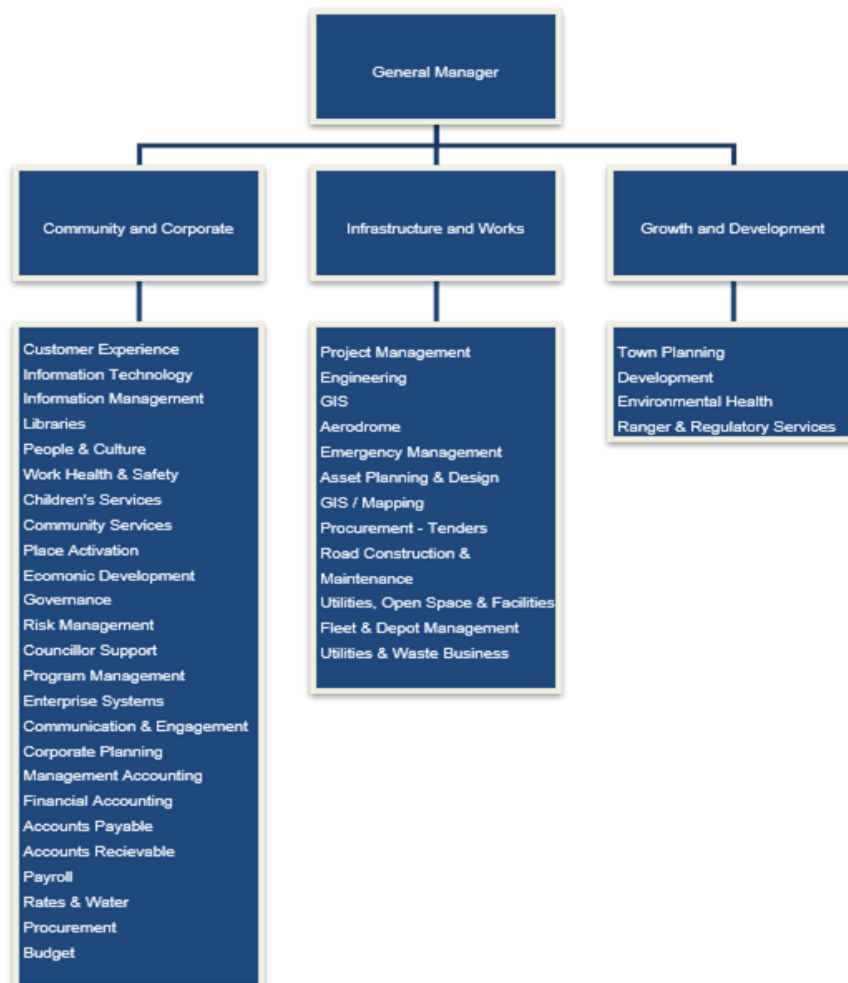 General Manager
Community and Corporate
Infrastructure and Works
Growth and Development
Customer Experience
Information Technology
Information Management
Libraries
People & Culture
Work Health & Safety
Children's Services
Community Services
Place Activation
Ecomonic Development
Governance
Risk Management
Councillor Support
Program Management
Enterprise Systems
Communication & Engagement
Corporate Planning
Management Accounting
Financial Accounting
Accounts Payable
Accounts Recievable
Payroll
Rates & Water
Procurement
Budget
Project Management
Engineering
GIS
Aerodrome
Emergency Management
Asset Planning & Design
GIS / Mapping
Procurement - Tenders
Road Construction &
Maintenance
Utilities, Open Space & Facilities
Fleet & Depot Management
Utilities & Waste Business
Town Planning
Development
Environmental Health
Ranger & Regulatory Services